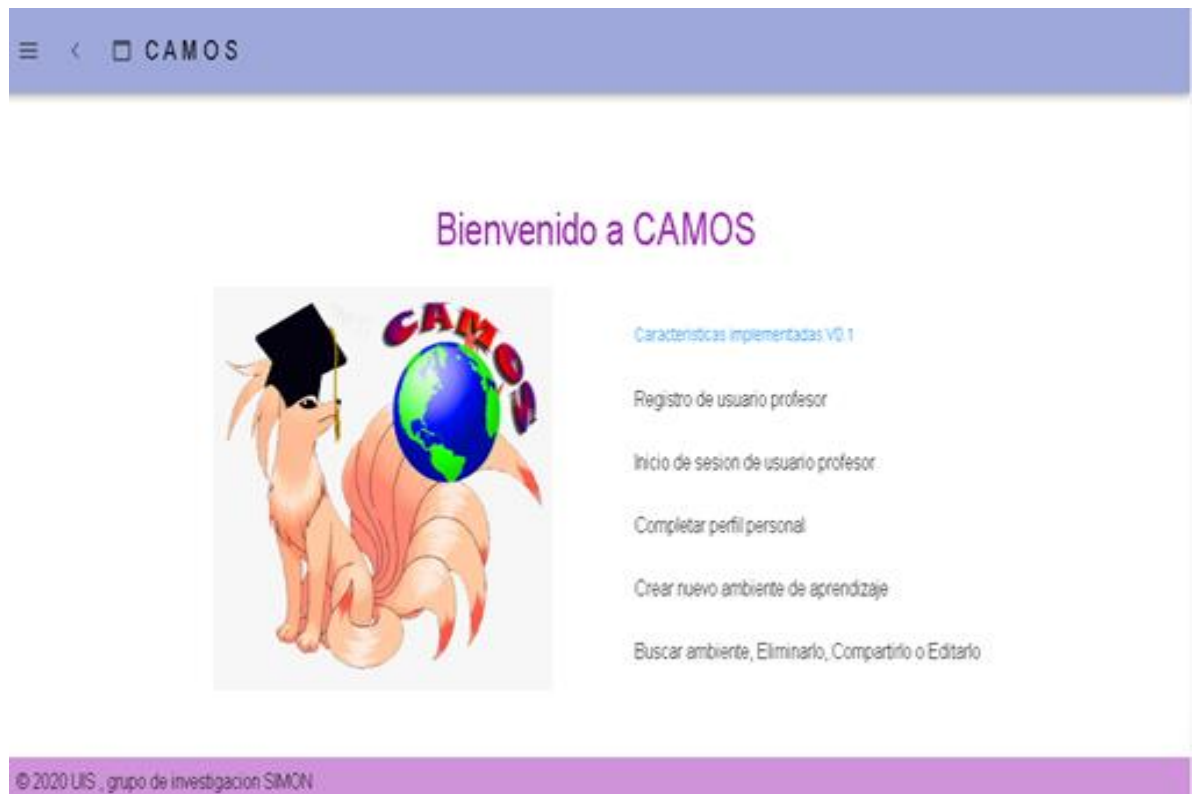 CAMOS
Bienvenido a CAMOS
CAMOS
Caracteristicas implementadas V0.1
Registro de usuario profesor
Inicio de sesion de usuario profesor
Completar perfil personal
Crear nuevo ambiente de aprendizaje
Buscar ambiente, Eliminarlo, Compartirlo o Editarlo
© 2020 UIS , grupo de investigacion SIMON